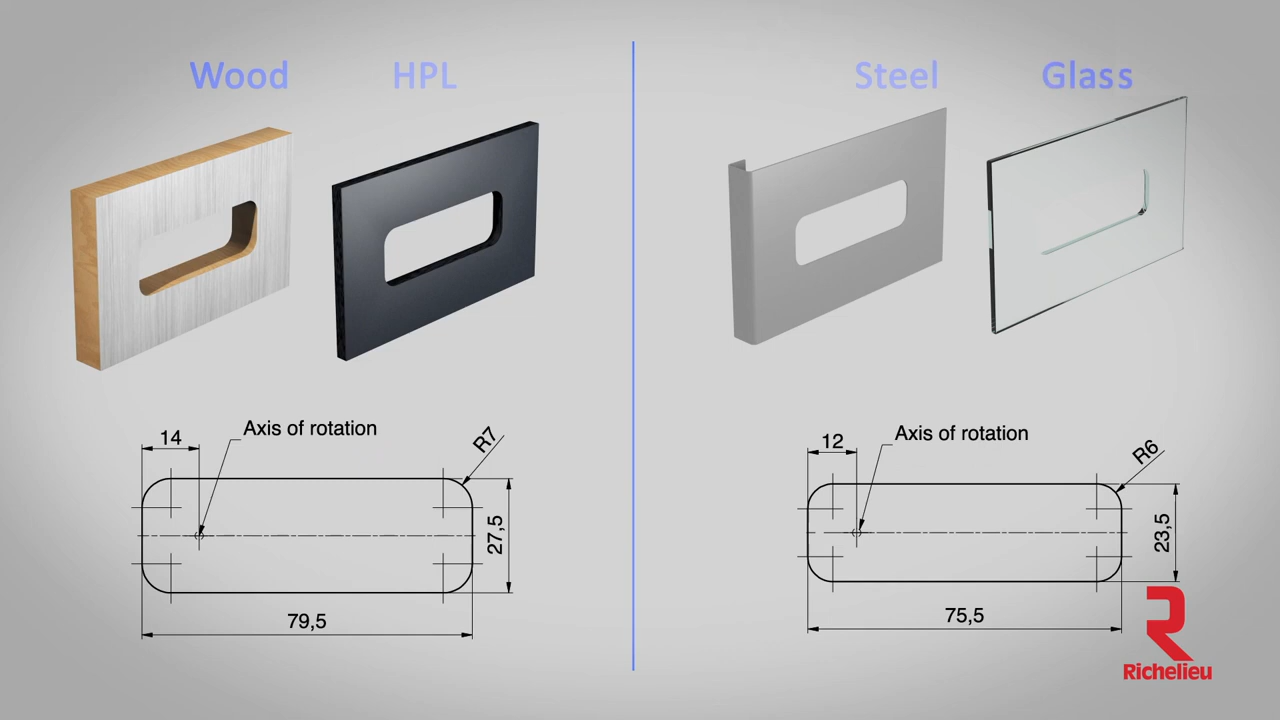 Wood
HPL
Steel
Glass
14
Axis of rotation
R7
27,5
79,5
12
Axis of rotation
R6
23,5
75,5
Richelieu